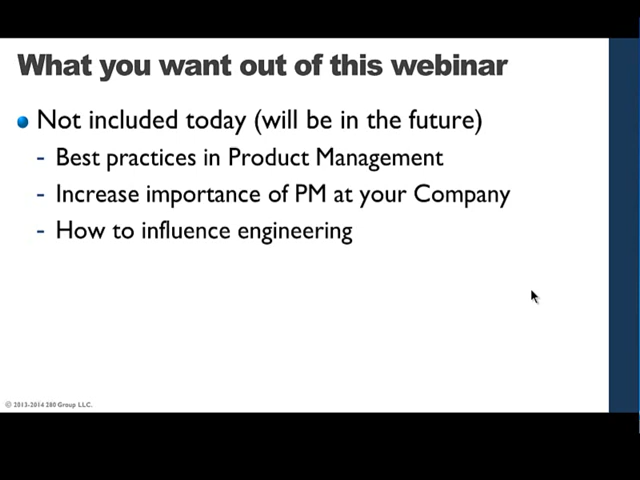 What you want out of this webinar
Not included today (will be in the future)
- Best practices in Product Management
- Increase importance of PM at your Company
- How to influence engineering
© 2013-2014 280 Group LLC.